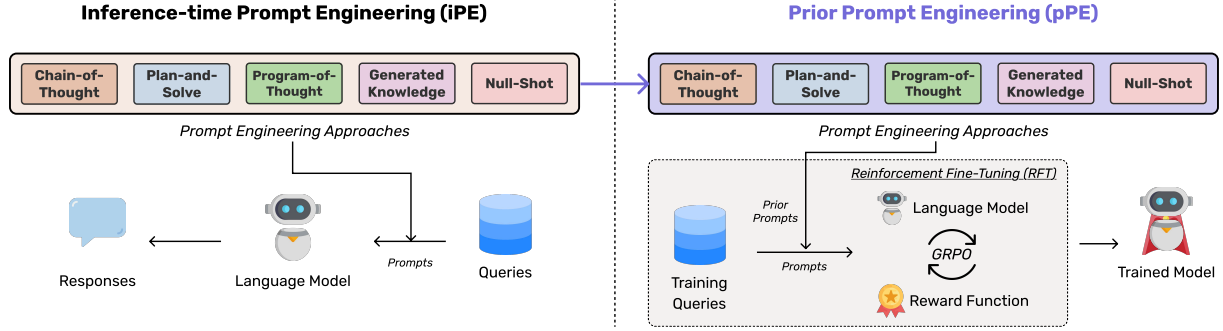 Inference-time Prompt Engineering (iPE)
Chain-of-
Thought
Plan-and-
Solve
Program-of-
Thought
Generated
Knowledge
Null-Shot
Prompt Engineering Approaches
Prompts
Responses
Language Model
Queries
Prior Prompt Engineering (pPE)
Chain-of-
Thought
Plan-and-
Solve
Program-of-
Thought
Generated
Knowledge
Null-Shot
Prompt Engineering Approaches
Reinforcement Fine-Tuning (RFT)
Prior
Prompts
Prompts
Training
Queries
Language Model
GRPO
Reward Function
Trained Model